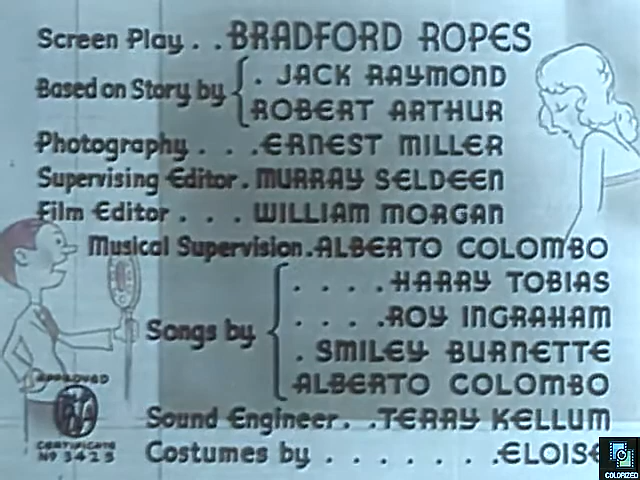 Screen Play . . BRADFORD ROPES
Based on Story by { . JACK RAYMOND
ROBERT ARTHUR
Photography . . . ERNEST MILLER
Supervising Editor . MURRAY SELDEEN
Film Editor . . . WILLIAM MORGAN
Musical Supervision . ALBERTO COLOMBO
Songs by { . . . . HARRY TOBIAS
. . . . ROY INGRAHAM
. SMILEY BURNETTE
ALBERTO COLOMBO
Sound Engineer . . TERRY KELLUM
Costumes by . . . . . . . ELOISE
APPROVED
CERTIFICATE
Nº 3425
COLORIZED